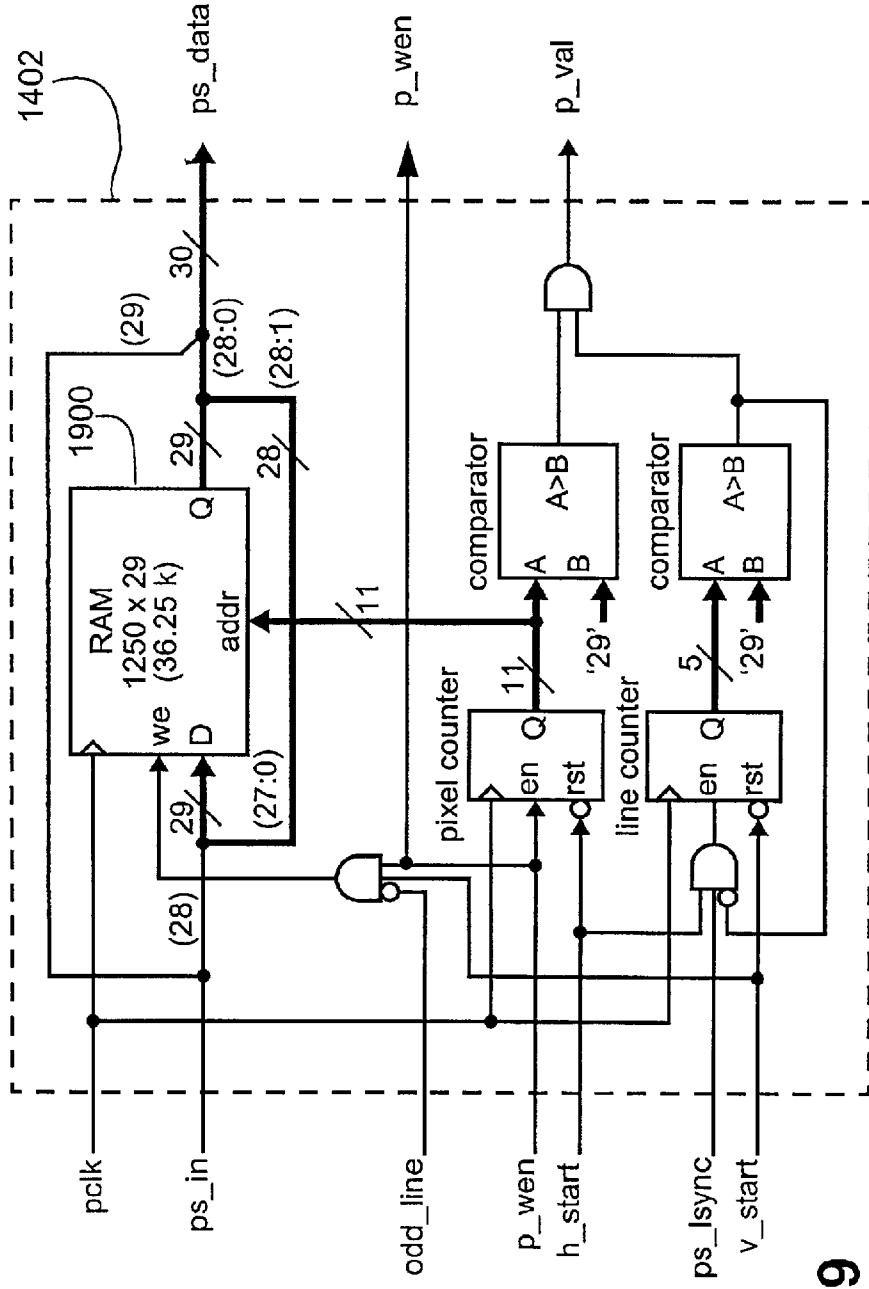 1402
pclk
ps_in
odd_line
p_wen
h_start
ps_lsync
v_start
ps_data
p_wen
p_val
1900
(29)
30
(28:0)
(28:1)
29
28
RAM
1250 x 29
(36.25 k)
we
D
Q
addr
29
(28)
(27:0)
11
pixel counter
en
Q
rst
11
comparator
A
B
A>B
'29'
line counter
en
Q
rst
5
comparator
A
B
A>B
'29'
9